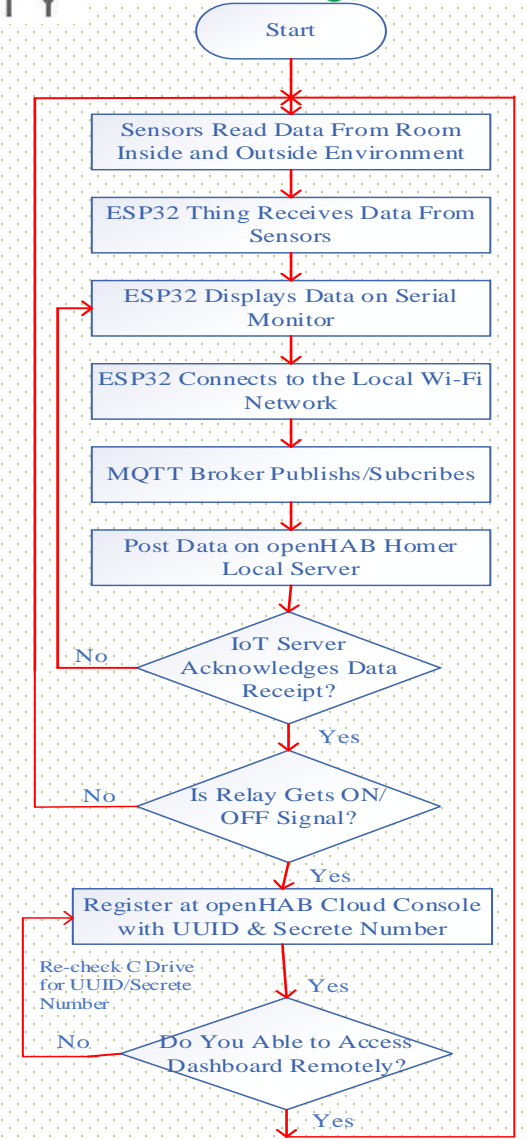 T Y
Start
Sensors Read Data From Room
Inside and Outside Environment
ESP32 Thing Receives Data From
Sensors
ESP32 Displays Data on Serial
Monitor
ESP32 Connects to the Local Wi-Fi
Network
MQTT Broker Publishs/Subcribes
Post Data on openHAB Homer
Local Server
IoT Server
Acknowledges Data
Receipt?
No
Yes
Is Relay Gets ON/
OFF Signal?
No
Yes
Register at openHAB Cloud Console
with UUID & Secrete Number
Re-check C Drive
for UUID/Secrete
Number
Yes
No
Do You Able to Access
Dashboard Remotely?
Yes